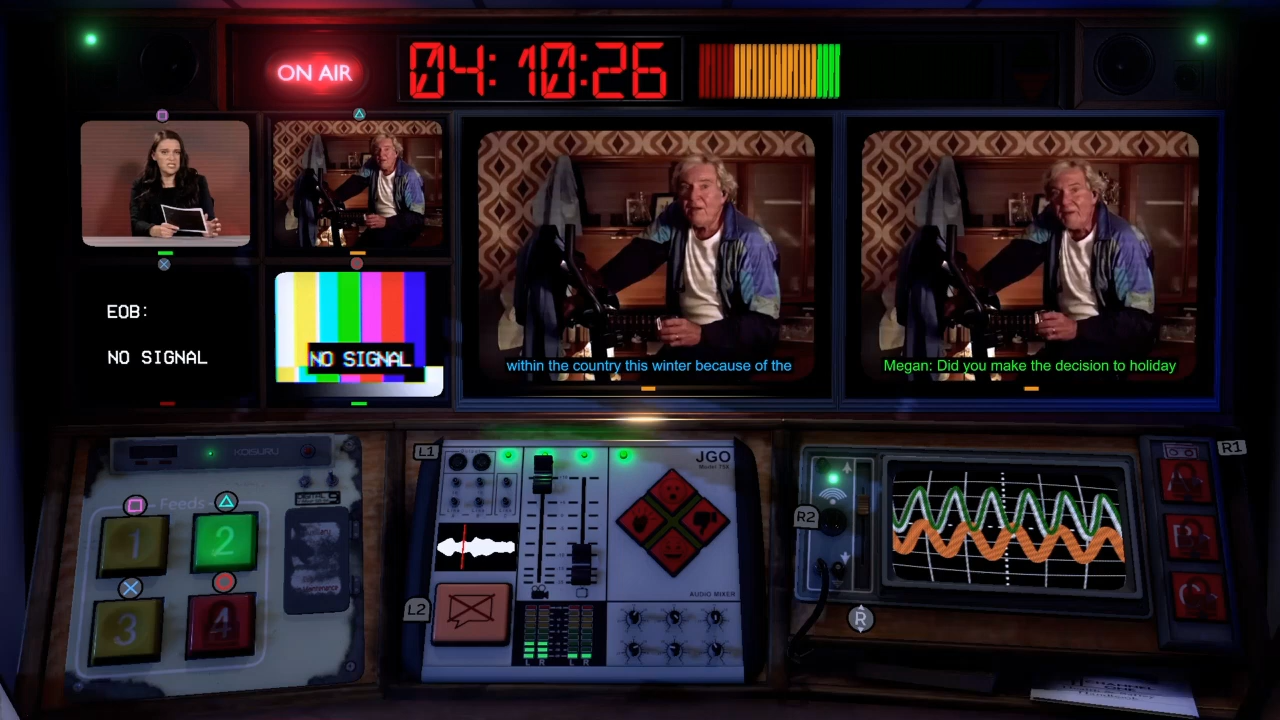 ON AIR
04:10:26
EOB:
NO SIGNAL
NO SIGNAL
within the country this winter because of the
Megan: Did you make the decision to holiday
L1
R1
KOSURU
JGO
Feeds
1
2
R2
3
4
L2
AUDIO MIXER
L R
L R
R